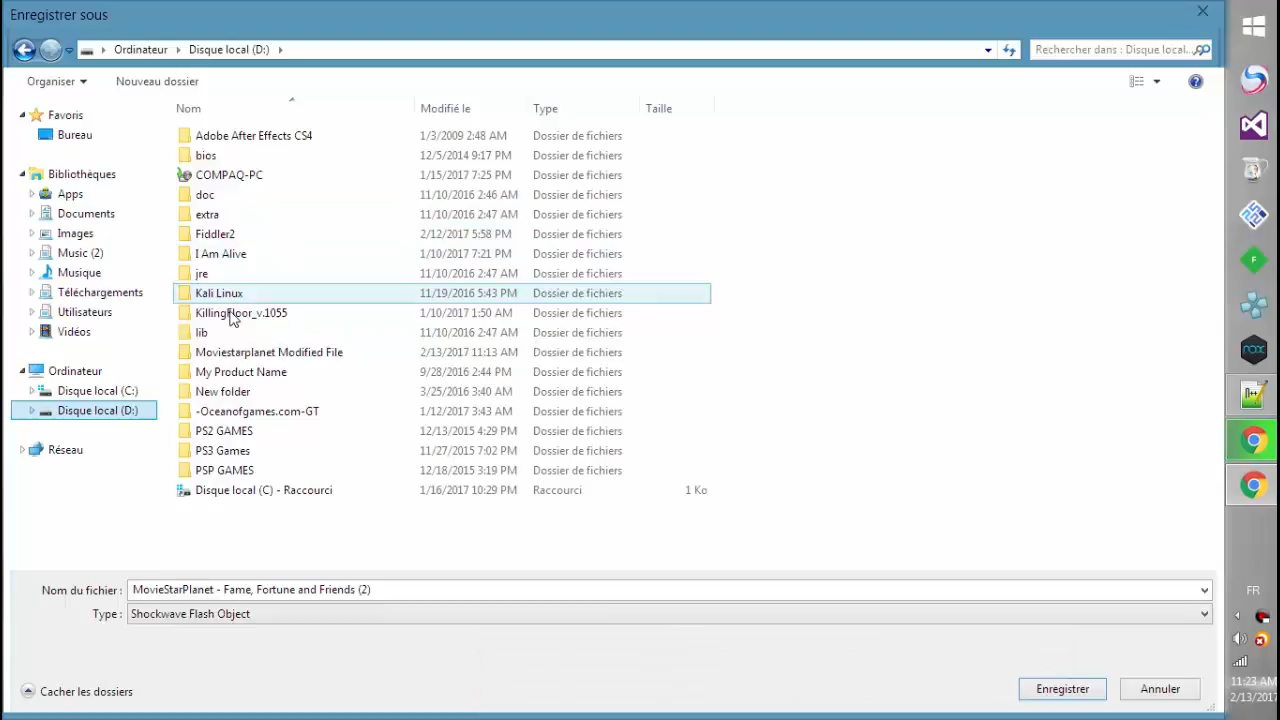 Enregistrer sous
Ordinateur Disque local (D:)
Rechercher dans : Disque local...
Organiser Nouveau dossier
Nom Modifié le Type Taille
Favoris
Bureau
Bibliothèques
Apps
Documents
Images
Music (2)
Musique
Téléchargements
Utilisateurs
Vidéos
Ordinateur
Disque local (C:)
Disque local (D:)
Réseau
Adobe After Effects CS4 1/3/2009 2:48 AM Dossier de fichiers
bios 12/5/2014 9:17 PM Dossier de fichiers
COMPAQ-PC 1/15/2017 7:25 PM Dossier de fichiers
doc 11/10/2016 2:46 AM Dossier de fichiers
extra 11/10/2016 2:47 AM Dossier de fichiers
Fiddler2 2/12/2017 5:58 PM Dossier de fichiers
I Am Alive 1/10/2017 7:21 PM Dossier de fichiers
jre 11/10/2016 2:47 AM Dossier de fichiers
Kali Linux 11/19/2016 5:43 PM Dossier de fichiers
KillingFloor_v.1055 1/10/2017 1:50 AM Dossier de fichiers
lib 11/10/2016 2:47 AM Dossier de fichiers
Moviestarplanet Modified File 2/13/2017 11:13 AM Dossier de fichiers
My Product Name 9/28/2016 2:44 PM Dossier de fichiers
New folder 3/25/2016 3:40 AM Dossier de fichiers
-Oceanofgames.com-GT 1/12/2017 3:43 AM Dossier de fichiers
PS2 GAMES 12/13/2015 4:29 PM Dossier de fichiers
PS3 Games 11/27/2015 7:02 PM Dossier de fichiers
PSP GAMES 12/18/2015 3:19 PM Dossier de fichiers
Disque local (C) - Raccourci 1/16/2017 10:29 PM Raccourci 1 Ko
Nom du fichier : MovieStarPlanet - Fame, Fortune and Friends (2)
Type : Shockwave Flash Object
Cacher les dossiers
Enregistrer Annuler
nox
FR
11:23 AM
2/13/2017